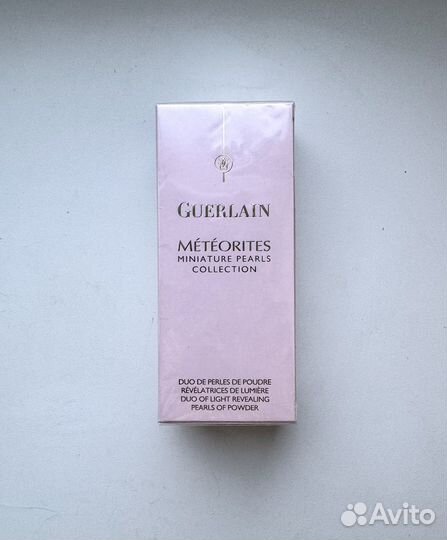 GUERLAIN
MÉTÉORITES
MINIATURE PEARLS
COLLECTION
DUO DE PERLES DE POUDRE
RÉVÉLATRICES DE LUMIÈRE
DUO OF LIGHT REVEALING
PEARLS OF POWDER
Avito